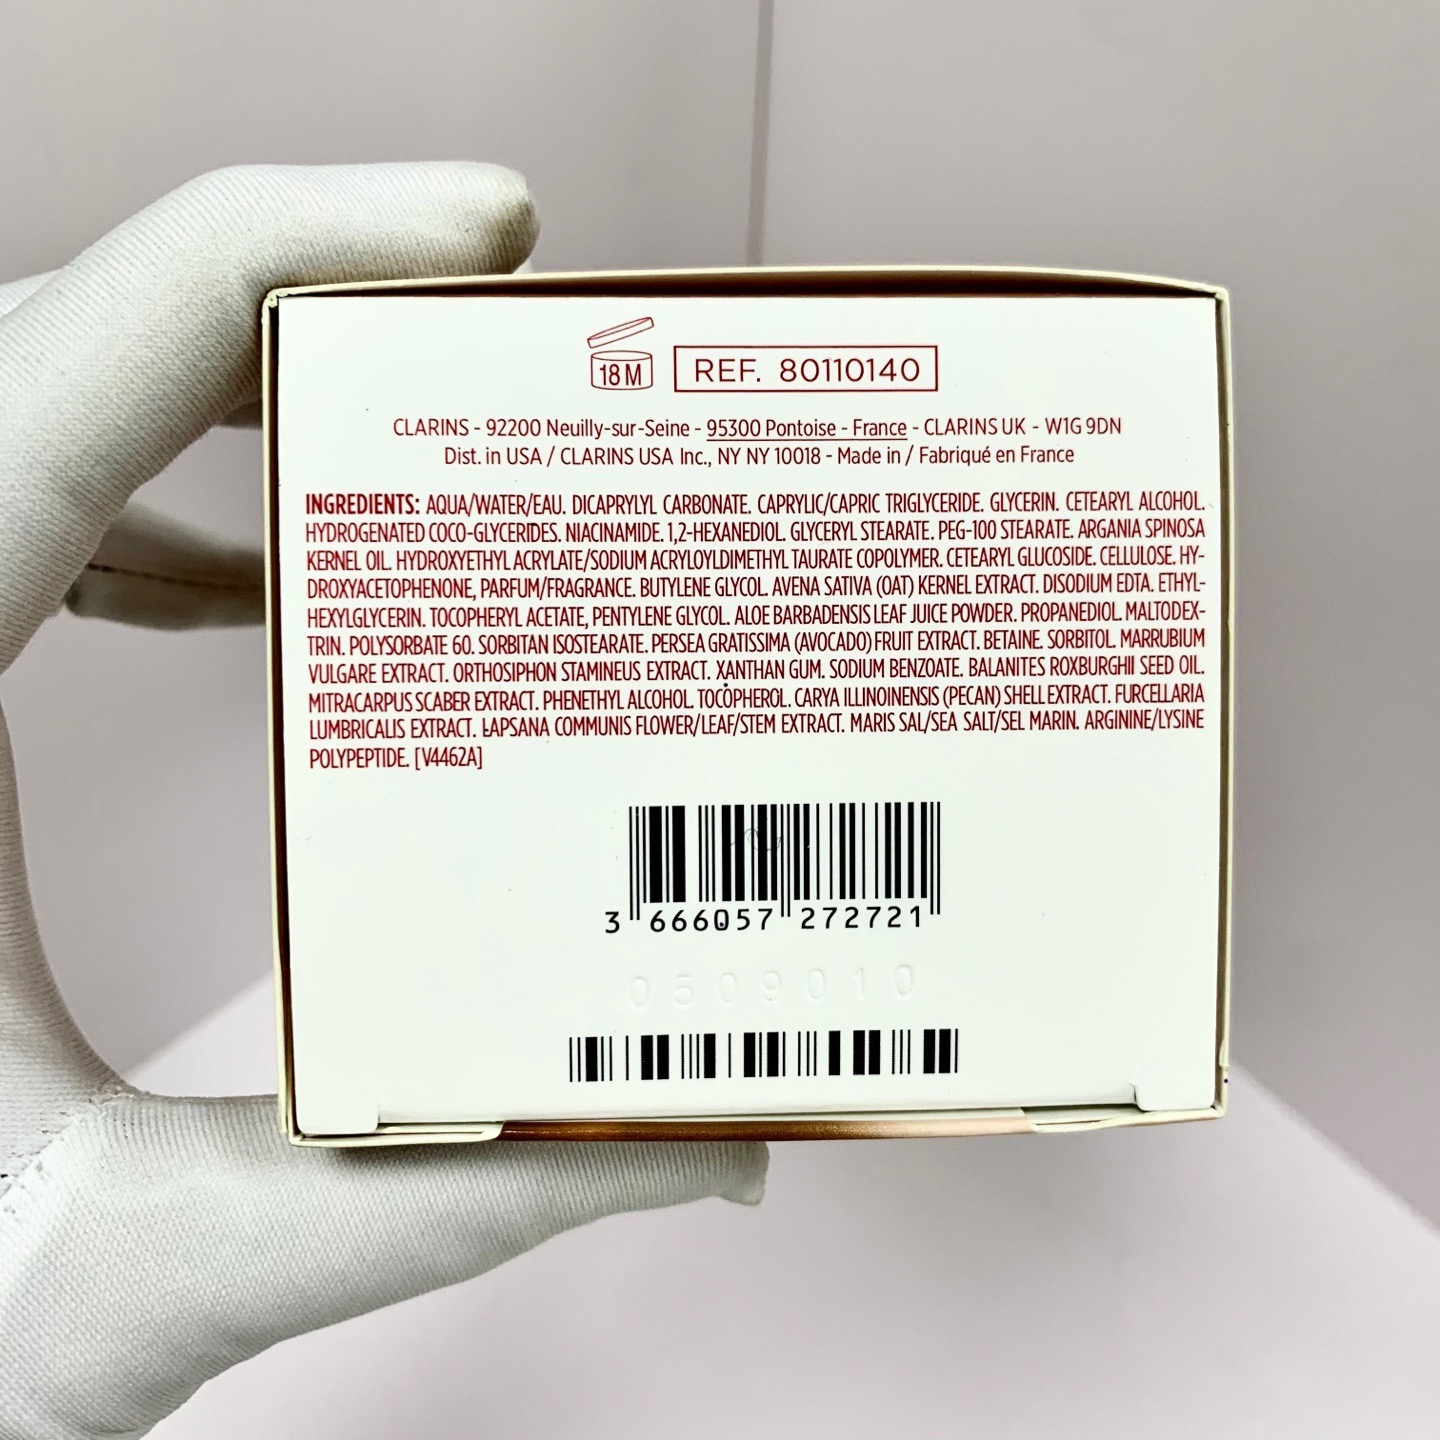 18 M
REF. 80110140
CLARINS - 92200 Neuilly-sur-Seine - 95300 Pontoise - France - CLARINS UK - W1G 9DN
Dist. in USA / CLARINS USA Inc., NY NY 10018 - Made in / Fabriqué en France
INGREDIENTS: AQUA/WATER/EAU. DICAPRYLYL CARBONATE. CAPRYLIC/CAPRIC TRIGLYCERIDE. GLYCERIN. CETEARYL ALCOHOL.
HYDROGENATED COCO-GLYCERIDES. NIACINAMIDE. 1,2-HEXANEDIOL. GLYCERYL STEARATE. PEG-100 STEARATE. ARGANIA SPINOSA
KERNEL OIL. HYDROXYETHYL ACRYLATE/SODIUM ACRYLOYLDIMETHYL TAURATE COPOLYMER. CETEARYL GLUCOSIDE. CELLULOSE. HY-
DROXYACETOPHENONE, PARFUM/FRAGRANCE. BUTYLENE GLYCOL. AVENA SATIVA (OAT) KERNEL EXTRACT. DISODIUM EDTA. ETHYL-
HEXYLGLYCERIN. TOCOPHERYL ACETATE, PENTYLENE GLYCOL. ALOE BARBADENSIS LEAF JUICE POWDER. PROPANEDIOL. MALTODEX-
TRIN. POLYSORBATE 60. SORBITAN ISOSTEARATE. PERSEA GRATISSIMA (AVOCADO) FRUIT EXTRACT. BETAINE. SORBITOL. MARRUBIUM
VULGARE EXTRACT. ORTHOSIPHON STAMINEUS EXTRACT. XANTHAN GUM. SODIUM BENZOATE. BALANITES ROXBURGHII SEED OIL.
MITRACARPUS SCABER EXTRACT. PHENETHYL ALCOHOL. TOCOPHEROL. CARYA ILLINOINENSIS (PECAN) SHELL EXTRACT. FURCELLARIA
LUMBRICALIS EXTRACT. LAPSANA COMMUNIS FLOWER/LEAF/STEM EXTRACT. MARIS SAL/SEA SALT/SEL MARIN. ARGININE/LYSINE
POLYPEPTIDE. [V4462A]
3 666057 272721
0509010